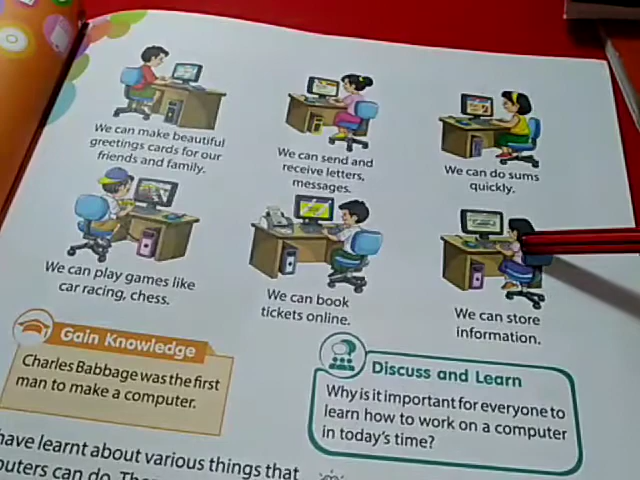 We can make beautiful
greetings cards for our
friends and family.
We can send and
receive letters,
messages.
We can do sums
quickly.
We can play games like
car racing, chess.
We can book
tickets online.
We can store
information.
Gain Knowledge
Charles Babbage was the first
man to make a computer.
Discuss and Learn
Why is it important for everyone to
learn how to work on a computer
in today's time?
have learnt about various things that
can do.